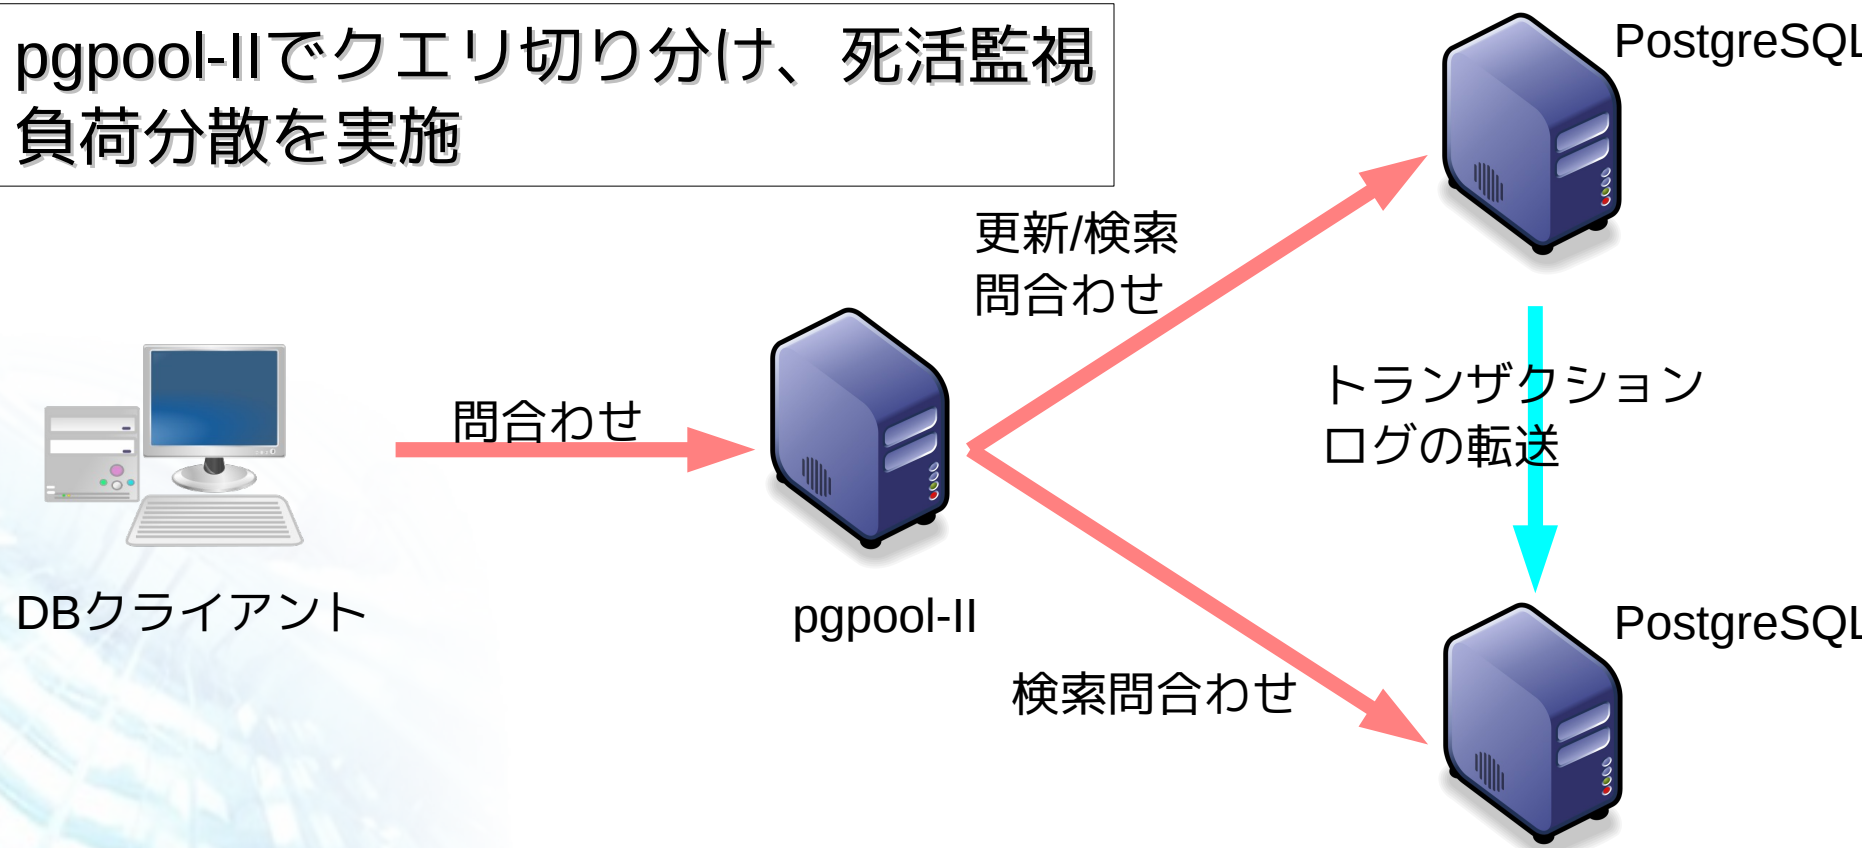 pgpool-IIでクエリ切り分け、死活監視
負荷分散を実施
PostgreSQL
更新/検索
問合わせ
トランザクション
ログの転送
問合わせ
DBクライアント
pgpool-II
PostgreSQL
検索問合わせ